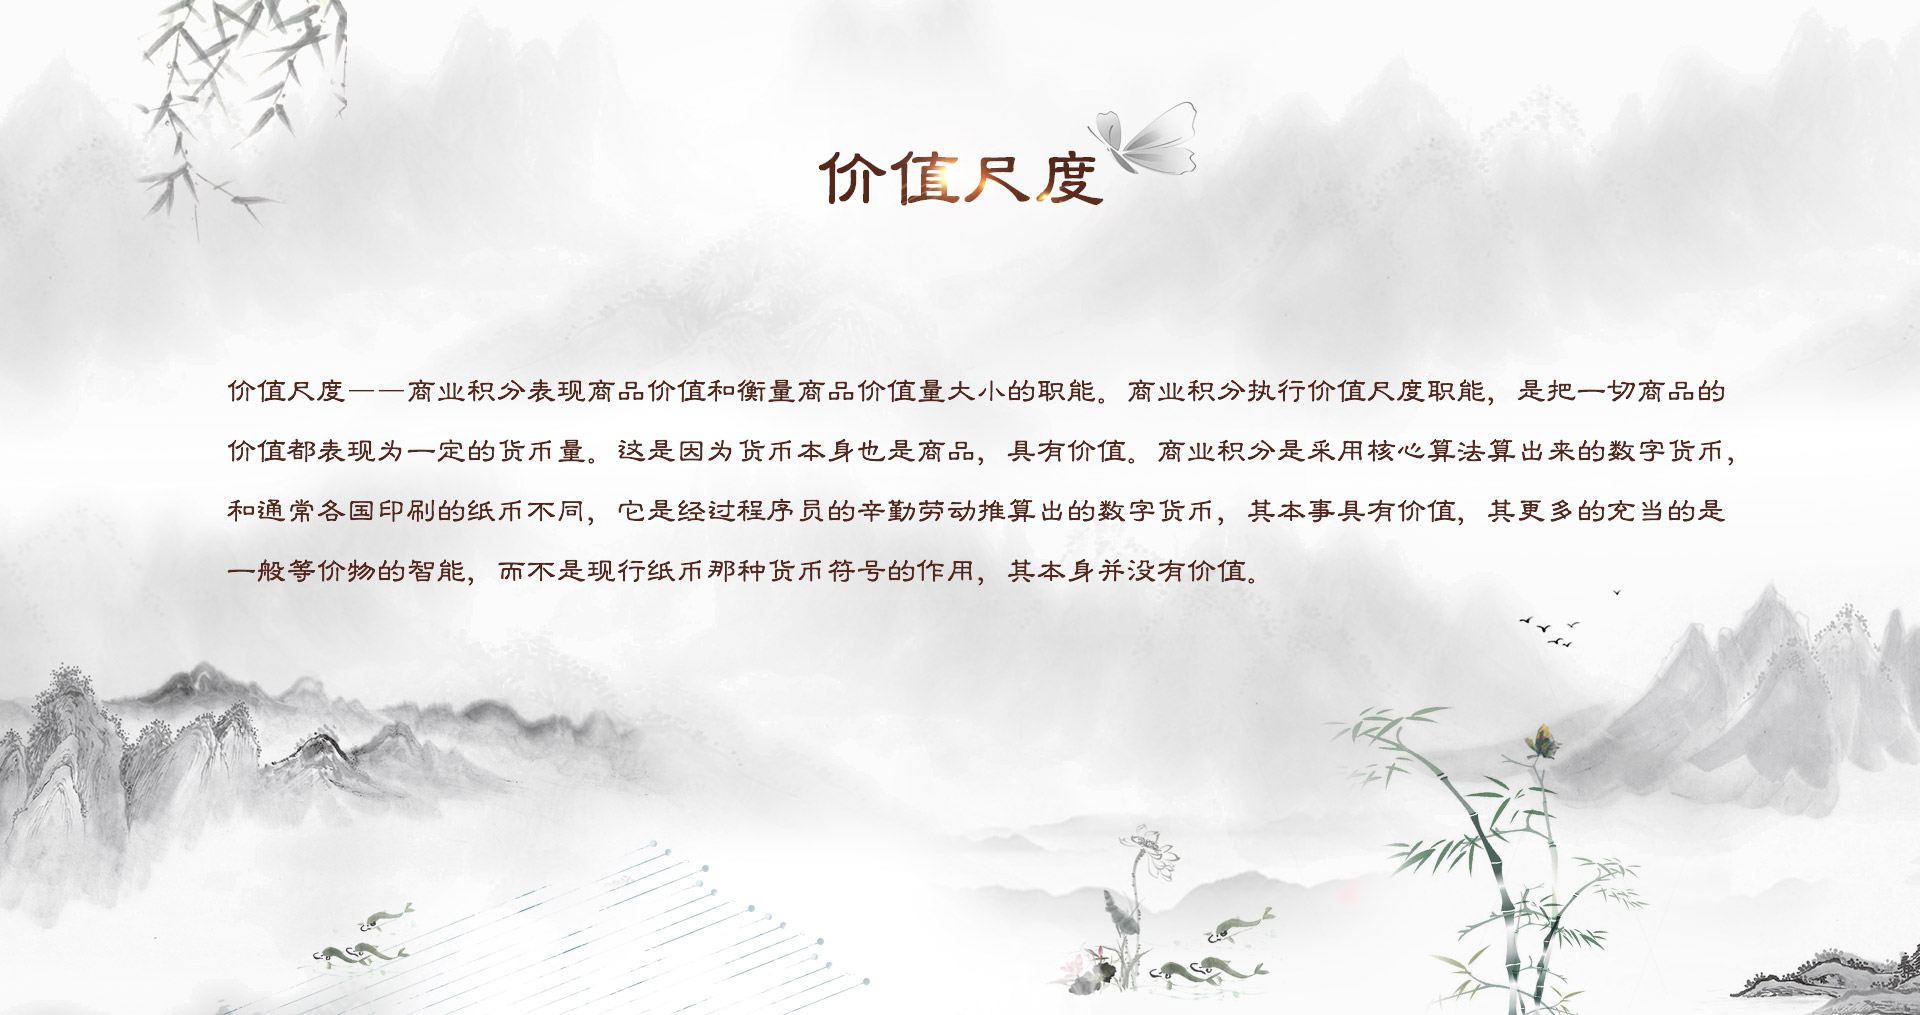 价值尺度
价值尺度——商业积分表现商品价值和衡量商品价值量大小的职能。商业积分执行价值尺度职能，是把一切商品的
价值都表现为一定的货币量。这是因为货币本身也是商品，具有价值。商业积分是采用核心算法算出来的数字货币，
和通常各国印刷的纸币不同，它是经过程序员的辛勤劳动推算出的数字货币，其本事具有价值，其更多的充当的是
一般等价物的智能，而不是现行纸币那种货币符号的作用，其本身并没有价值。